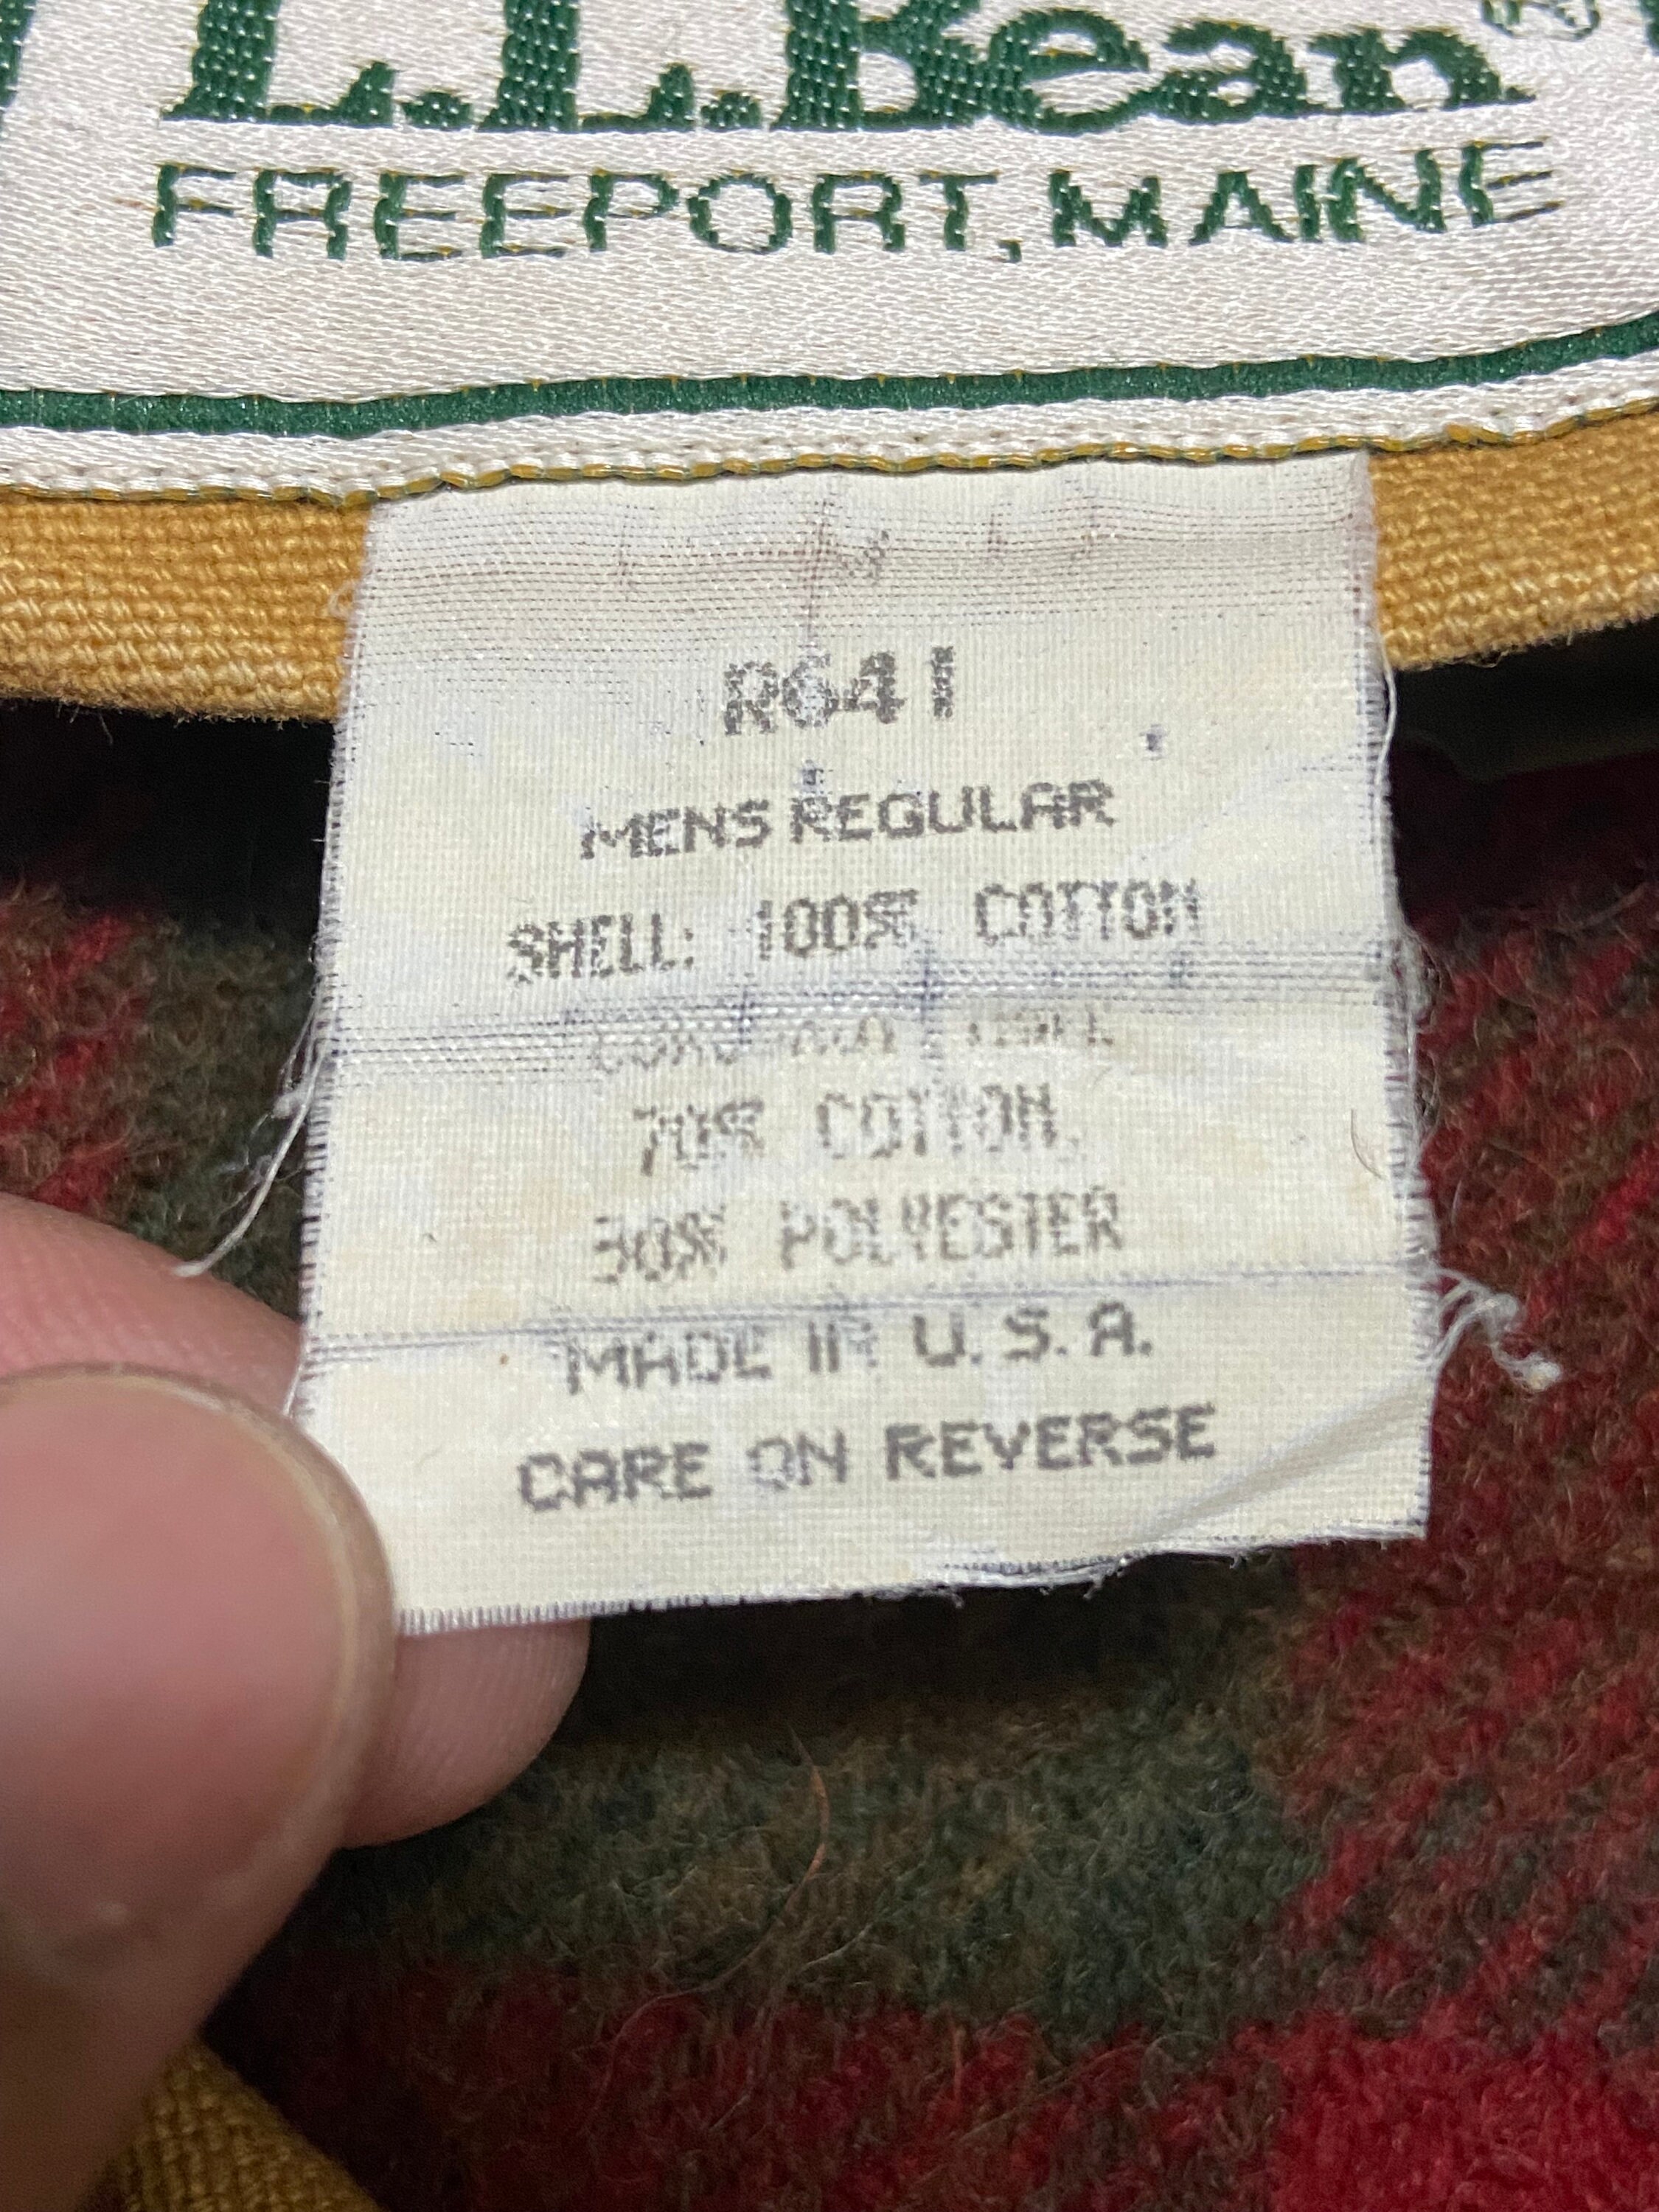 L.L.Bean®
FREEPORT, MAINE
R641
MENS REGULAR
SHELL: 100% COTTON
70% COTTON
30% POLYESTER
MADE IN U.S.A.
CARE ON REVERSE